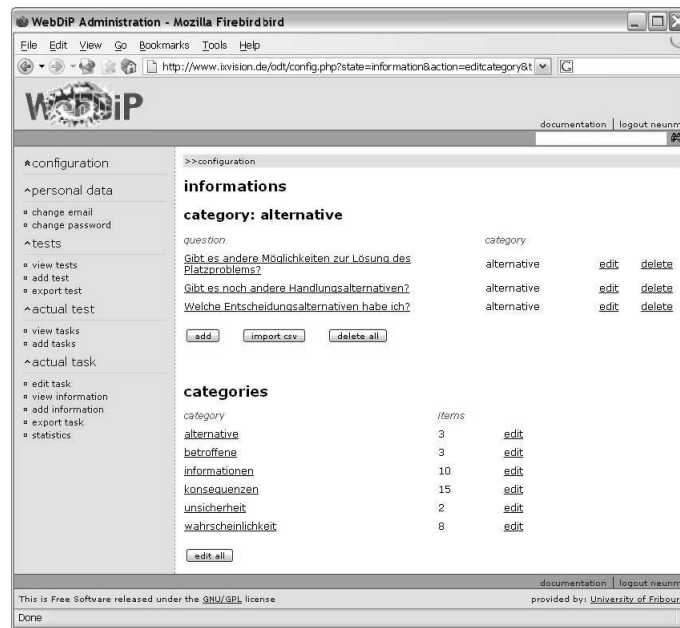 WebDiP Administration - Mozilla Firebirdbird
File Edit View Go Bookmarks Tools Help
http://www.ixvision.de/odt/config.php?state=information&action=editcategory&t
G
WebDiP
documentation | logout neunm
^configuration
^personal data
change email
change password
^tests
view tests
add test
export test
^actual test
view tasks
add tasks
^actual task
edit task
view information
add information
export task
statistics
>>configuration
informations
category: alternative
question category
Gibt es andere Möglichkeiten zur Lösung des
Platzproblems? alternative edit delete
Gibt es noch andere Handlungsalternativen? alternative edit delete
Welche Entscheidungsalternativen habe ich? alternative edit delete
add import csv delete all
categories
category items
alternative 3 edit
betroffene 3 edit
informationen 10 edit
konsequenzen 15 edit
unsicherheit 2 edit
wahrscheinlichkeit 8 edit
edit all
documentation | logout neunm
This is Free Software released under the GNU/GPL license provided by: University of Fribour
Done